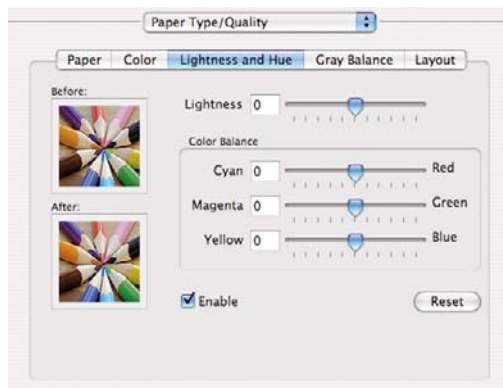 Paper Type/Quality
Paper Color Lightness and Hue Gray Balance Layout
Before:
Lightness 0
Color Balance
Cyan 0 Red
After:
Magenta 0 Green
Yellow 0 Blue
Enable Reset